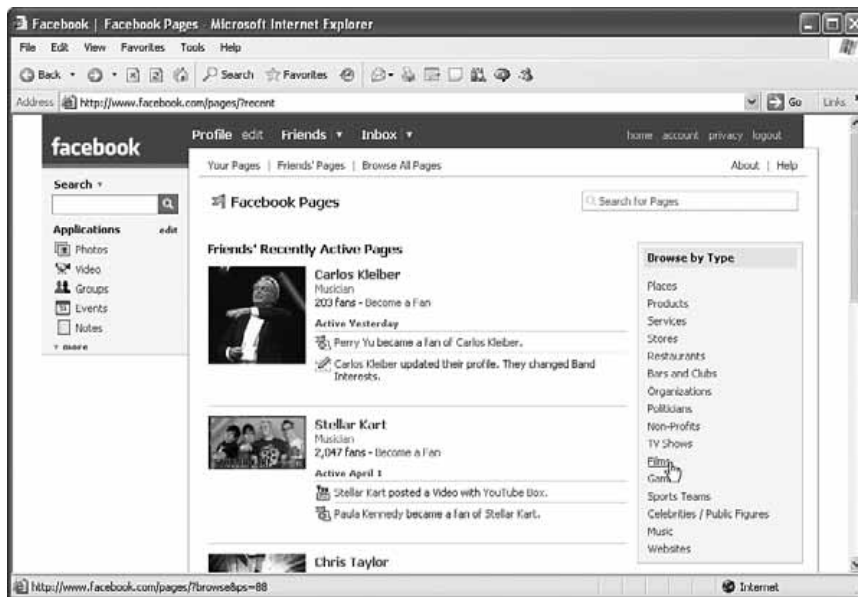 Facebook | Facebook Pages - Microsoft Internet Explorer
File Edit View Favorites Tools Help
Back Search Favorites
Address http://www.facebook.com/pages/?recent Go Links
facebook
Profile edit Friends Inbox home account privacy logout
Your Pages | Friends' Pages | Browse All Pages About | Help
Search
Facebook Pages Search for Pages
Applications edit
Photos
Video
Groups
Events
Notes
more
Friends' Recently Active Pages
Carlos Kleiber
Musician
203 fans - Become a Fan
Active Yesterday
Perry Yu became a fan of Carlos Kleiber.
Carlos Kleiber updated their profile. They changed Band
Interests.
Stellar Kart
Musician
2,047 fans - Become a Fan
Active April 1
Stellar Kart posted a Video with YouTube Box.
Paula Kennedy became a fan of Stellar Kart.
Chris Taylor
Browse by Type
Places
Products
Services
Stores
Restaurants
Bars and Clubs
Organizations
Politicians
Non-Profits
TV Shows
Films
Sports Teams
Celebrities / Public Figures
Music
Websites
http://www.facebook.com/pages/?browse&ps=88 Internet